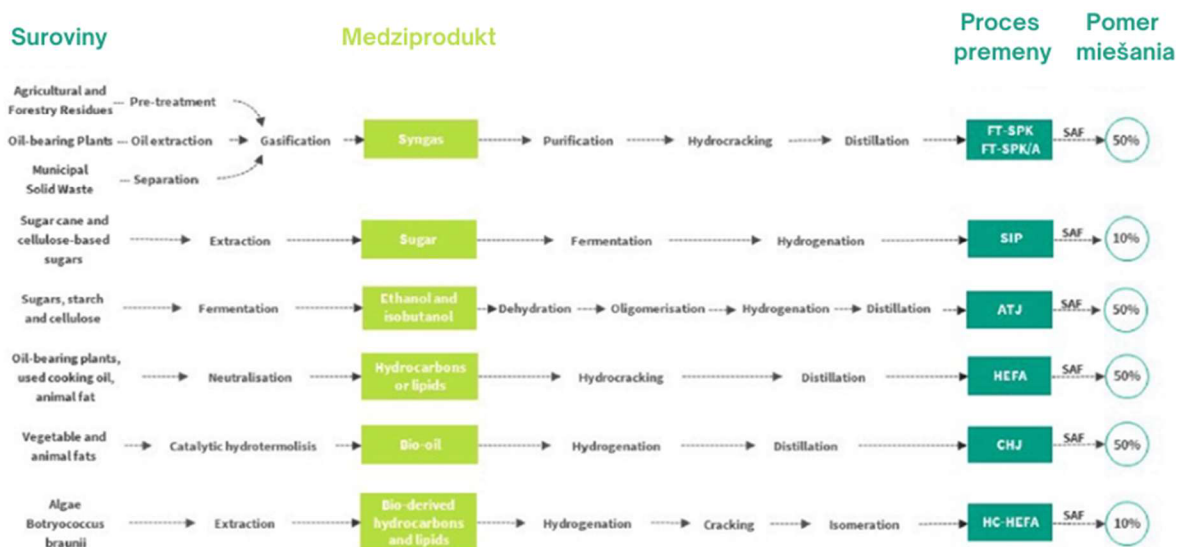 Suroviny
Medziprodukt
Proces
premeny
Pomer
miešania
Agricultural and
Forestry Residues
Pre-treatment
Oil-bearing Plants
Oil extraction
Municipal
Solid Waste
Separation
Gasification
Syngas
Purification
Hydrocracking
Distillation
FT-SPK
FT-SPK/A
SAF
50%
Sugar cane and
cellulose-based
sugars
Extraction
Sugar
Fermentation
Hydrogenation
SIP
SAF
10%
Sugars, starch
and cellulose
Fermentation
Ethanol and
isobutanol
Dehydration
Oligomerisation
Hydrogenation
Distillation
ATJ
SAF
50%
Oil-bearing plants,
used cooking oil,
animal fat
Neutralisation
Hydrocarbons
or lipids
Hydrocracking
Distillation
HEFA
SAF
50%
Vegetable and
animal fats
Catalytic hydrotermolisis
Bio-oil
Hydrogenation
Distillation
CHJ
SAF
50%
Algae
Botryococcus
braunii
Extraction
Bio-derived
hydrocarbons
and lipids
Hydrogenation
Cracking
Isomeration
HC-HEFA
SAF
10%